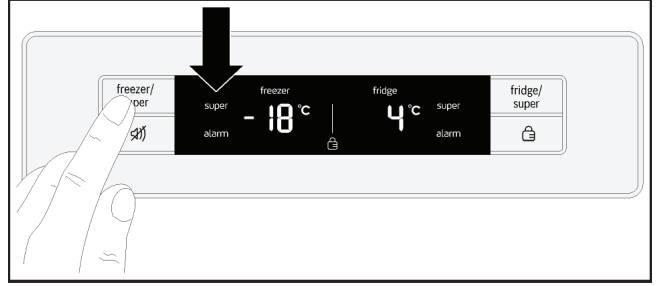 freezer/
super
freezer
super
-18°C
alarm
fridge
4°C
super
alarm
fridge/
super